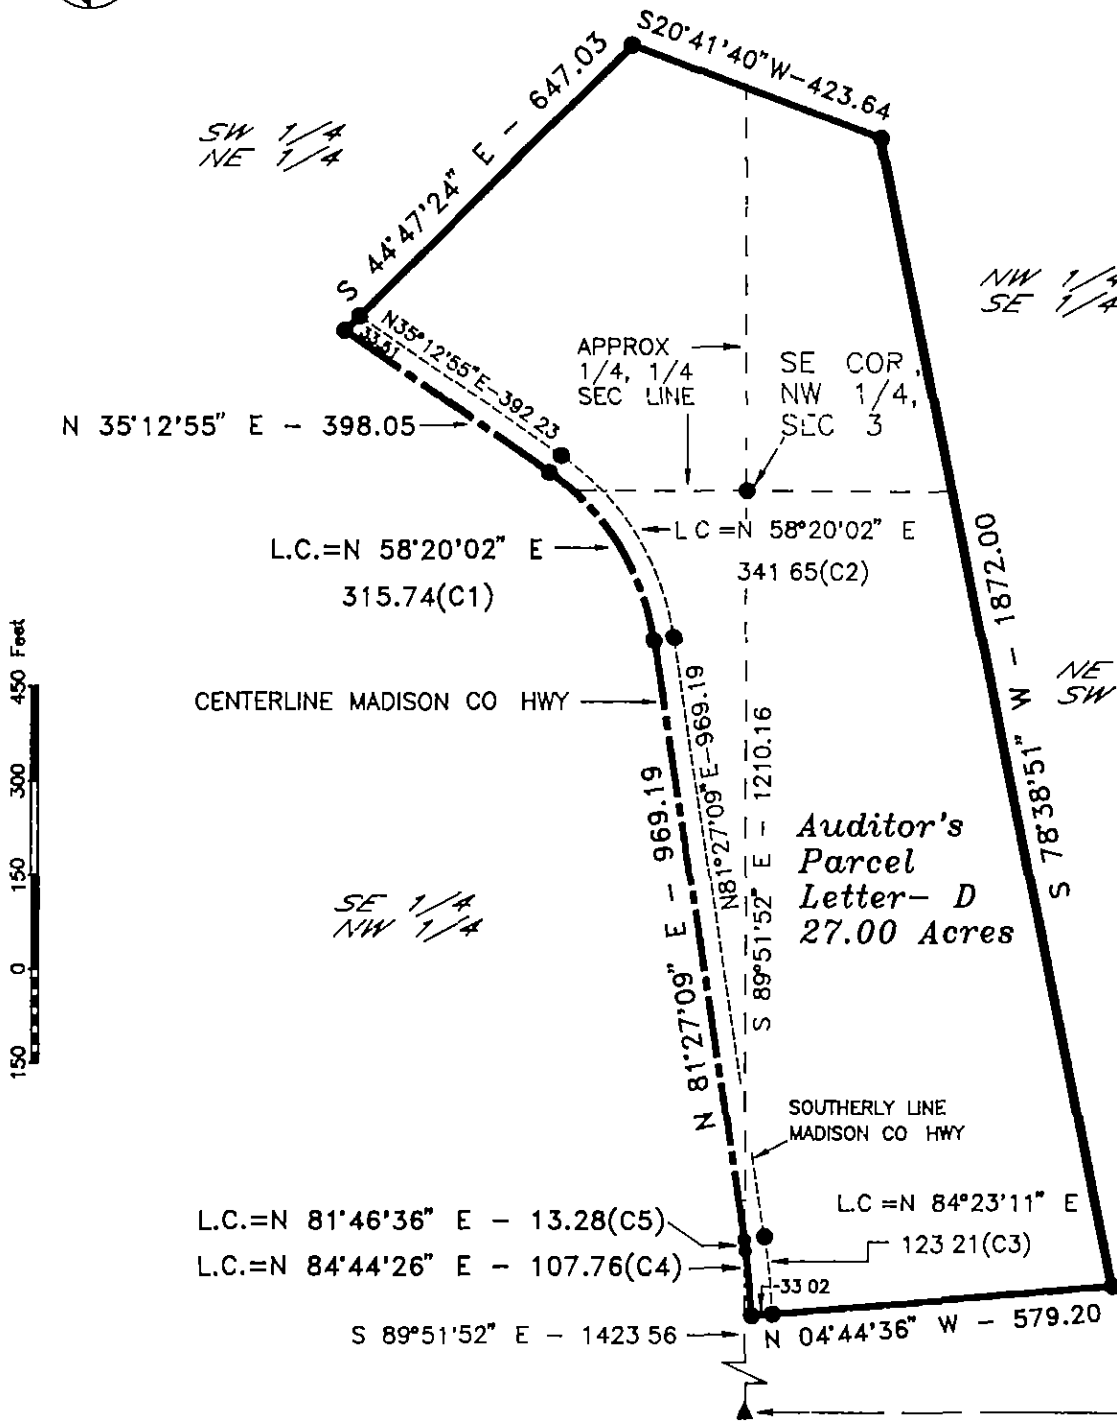 S20°41'40"W-423.64
S 44°47'24" E - 647.03
SW 1/4
NE 1/4
NW 1/4
SE 1/4
33.51
N35°12'55"E-392.23
APPROX
1/4, 1/4
SEC LINE
SE COR,
NW 1/4,
SEC 3
N 35°12'55" E - 398.05
L.C.=N 58°20'02" E
315.74(C1)
L C =N 58°20'02" E
341 65(C2)
S 78°38'51" W - 1872.00
450 Feet
300
150
0
150
CENTERLINE MADISON CO HWY
NE
SW
N 81°27'09" E - 969.19
N81°27'09"E-969.19
S 89°51'52" E - 1210.16
Auditor's
Parcel
Letter- D
27.00 Acres
SE 1/4
NW 1/4
SOUTHERLY LINE
MADISON CO HWY
L.C.=N 81°46'36" E - 13.28(C5)
L.C.=N 84°44'26" E - 107.76(C4)
L.C =N 84°23'11" E
123 21(C3)
33 02
S 89°51'52" E - 1423 56
N 04°44'36" W - 579.20